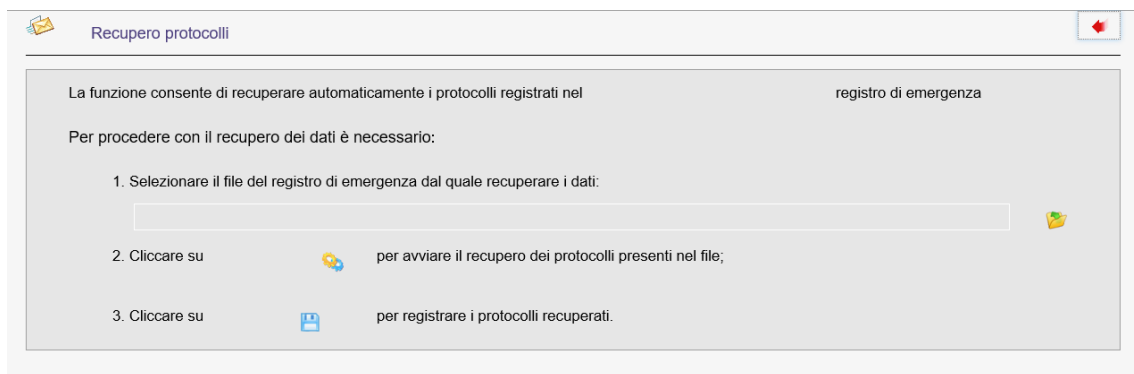 Recupero protocolli
La funzione consente di recuperare automaticamente i protocolli registrati nel registro di emergenza
Per procedere con il recupero dei dati è necessario:
1. Selezionare il file del registro di emergenza dal quale recuperare i dati:
2. Cliccare su per avviare il recupero dei protocolli presenti nel file;
3. Cliccare su per registrare i protocolli recuperati.